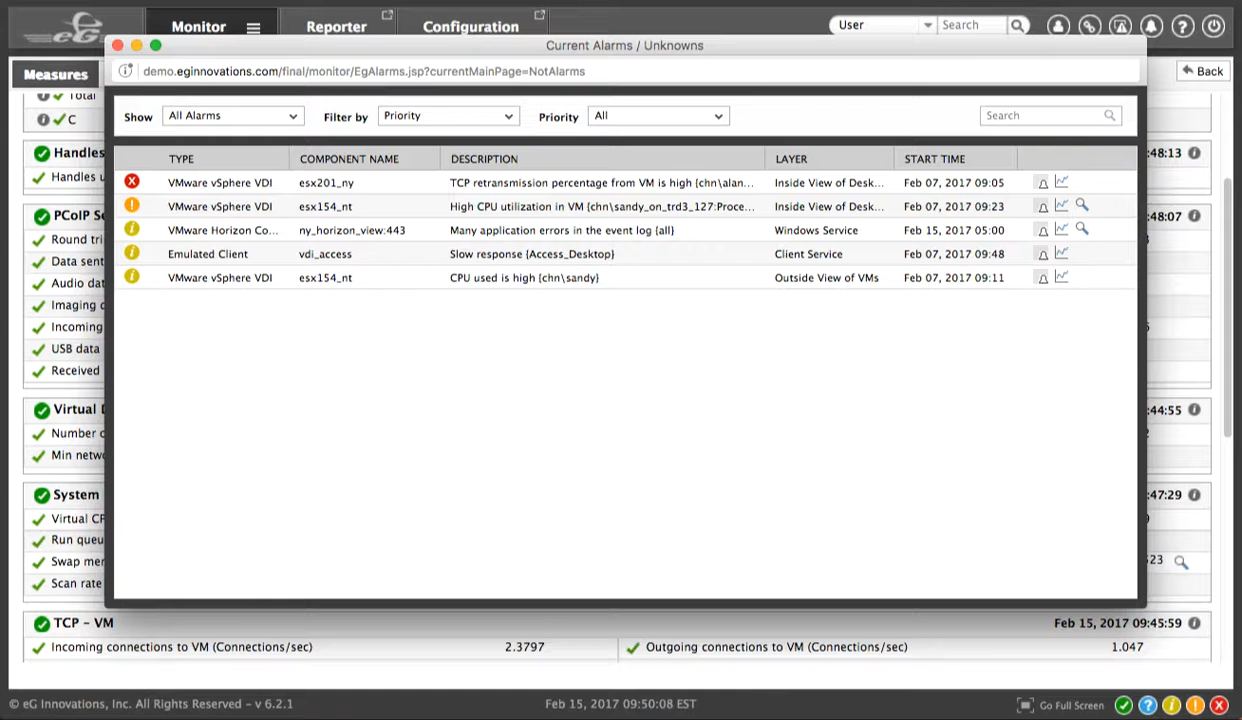 eG
Monitor
Reporter
Configuration
User
Search
Current Alarms / Unknowns
demo.eginnovations.com/final/monitor/EgAlarms.jsp?currentMainPage=NotAlarms
Measures
Back
Show All Alarms Filter by Priority Priority All Search
TYPE COMPONENT NAME DESCRIPTION LAYER START TIME
VMware vSphere VDI esx201_ny TCP retransmission percentage from VM is high {chn\alan... Inside View of Desk... Feb 07, 2017 09:05
VMware vSphere VDI esx154_nt High CPU utilization in VM {chn\sandy_on_trd3_127:Proce... Inside View of Desk... Feb 07, 2017 09:23
VMware Horizon Co... ny_horizon_view:443 Many application errors in the event log {all} Windows Service Feb 15, 2017 05:00
Emulated Client vdi_access Slow response {Access_Desktop} Client Service Feb 07, 2017 09:48
VMware vSphere VDI esx154_nt CPU used is high {chn\sandy} Outside View of VMs Feb 07, 2017 09:11
Total
C
Handles :48:13
Handles u
PCoIP Se :48:07
Round tri
Data sent
Audio dat
Imaging d
Incoming
USB data
Received
Virtual D :44:55
Number o
Min netwo
System :47:29
Virtual CP
Run queu
Swap mem 523
Scan rate
TCP - VM Feb 15, 2017 09:45:59
Incoming connections to VM (Connections/sec) 2.3797 Outgoing connections to VM (Connections/sec) 1.047
© eG Innovations, Inc. All Rights Reserved - v 6.2.1 Feb 15, 2017 09:50:08 EST Go Full Screen